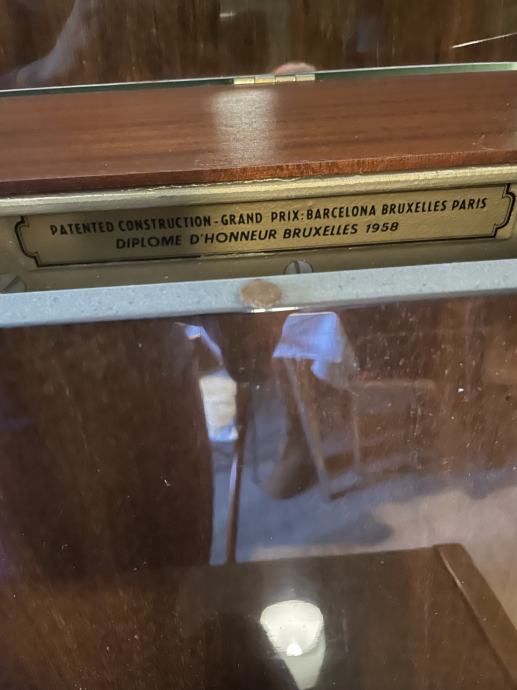 PATENTED CONSTRUCTION-GRAND PRIX: BARCELONA BRUXELLES PARIS
DIPLOME D'HONNEUR BRUXELLES 1958